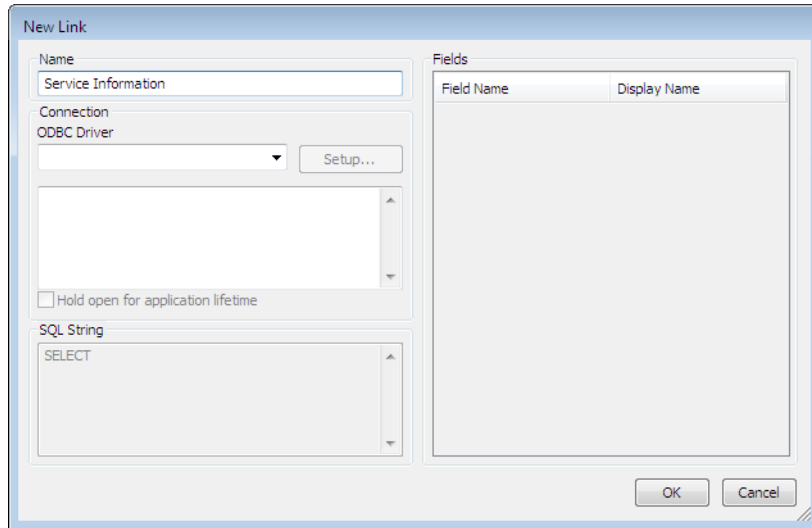 New Link
Name
Service Information
Connection
ODBC Driver
Setup...
Hold open for application lifetime
SQL String
SELECT
Fields
Field Name Display Name
OK Cancel